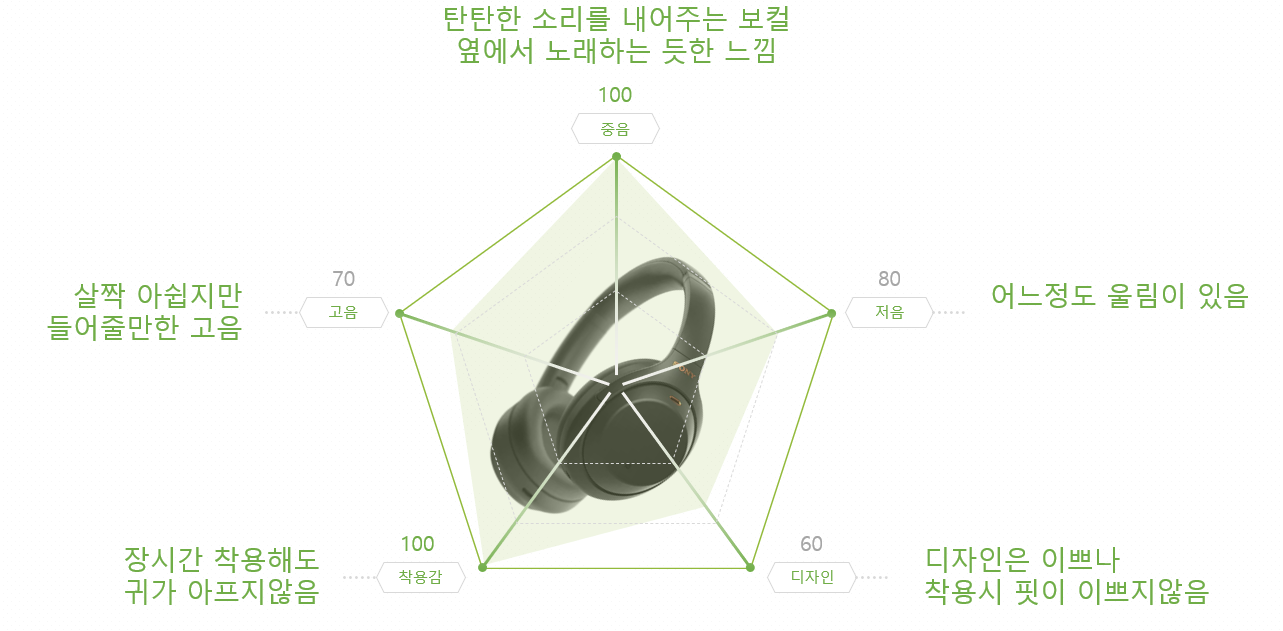 탄탄한 소리를 내어주는 보컬
옆에서 노래하는 듯한 느낌
100
중음
70
고음
살짝 아쉽지만
들어줄만한 고음
80
저음
어느정도 울림이 있음
SONY
100
착용감
장시간 착용해도
귀가 아프지않음
60
디자인
디자인은 이쁘나
착용시 핏이 이쁘지않음